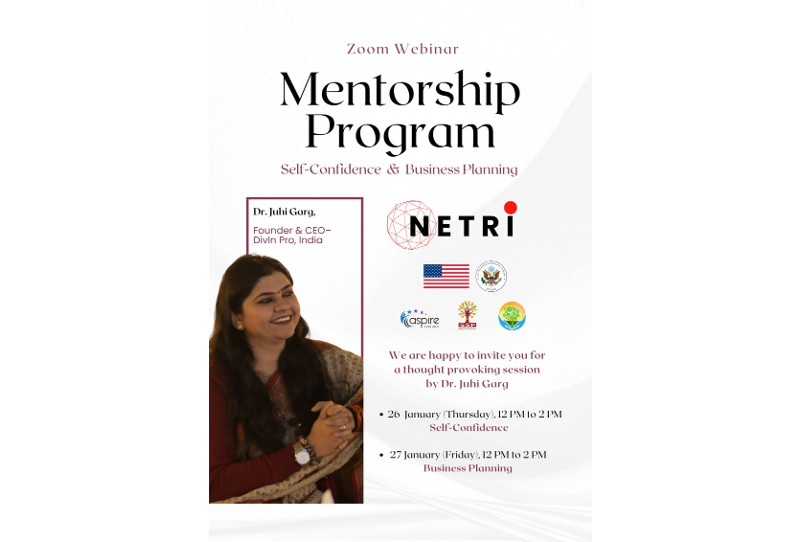 Zoom Webinar
Mentorship
Program
Self-Confidence & Business Planning
Dr. Juhi Garg,
Founder & CEO–
DivIn Pro, India
NETRI
aspire
SSP
We are happy to invite you for
a thought provoking session
by Dr. Juhi Garg
• 26 January (Thursday), 12 PM to 2 PM
Self-Confidence
• 27 January (Friday), 12 PM to 2 PM
Business Planning